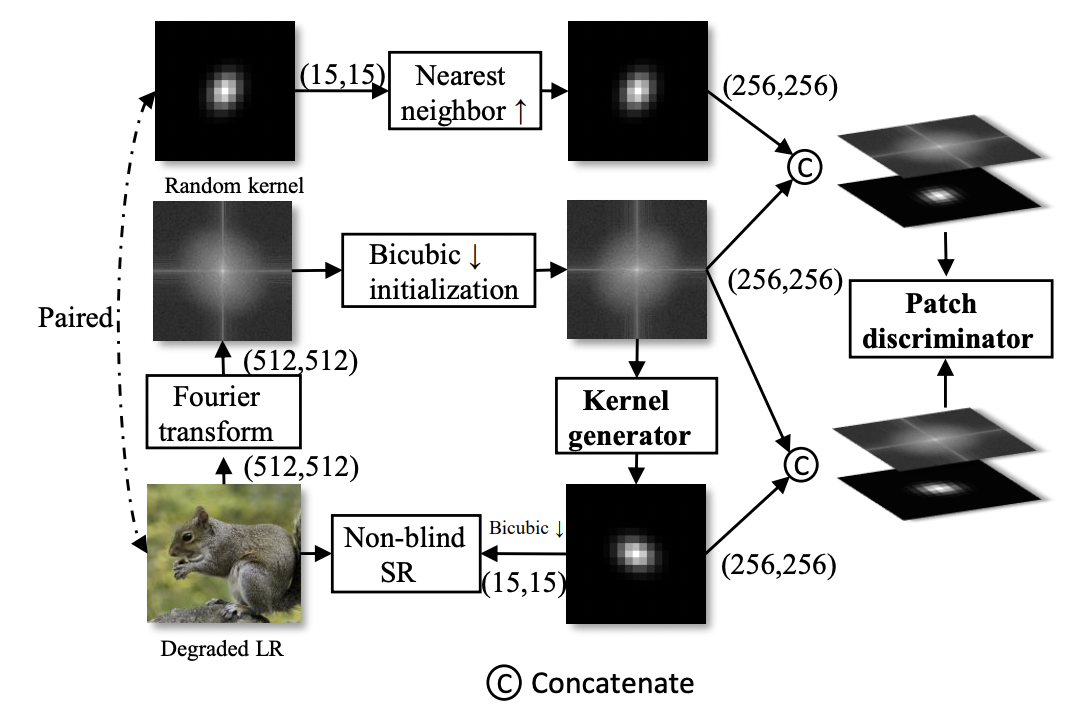 (15,15)
Nearest
neighbor ↑
(256,256)
C
Random kernel
Bicubic ↓
initialization
(256,256)
Patch
discriminator
Paired
(512,512)
Fourier
transform
Kernel
generator
(512,512)
C
Non-blind
SR
Bicubic ↓
(15,15)
(256,256)
Degraded LR
C Concatenate